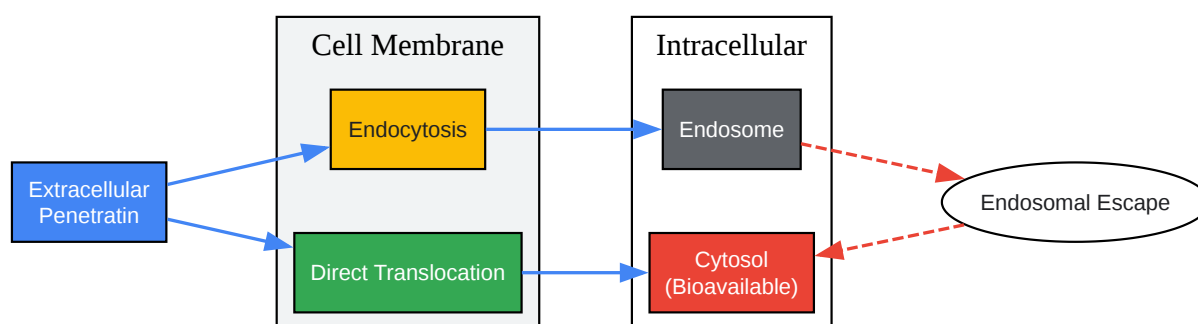 Cell Membrane
Intracellular
Endocytosis
Endosome
Extracellular
Penetratin
Endosomal Escape
Direct Translocation
Cytosol
(Bioavailable)